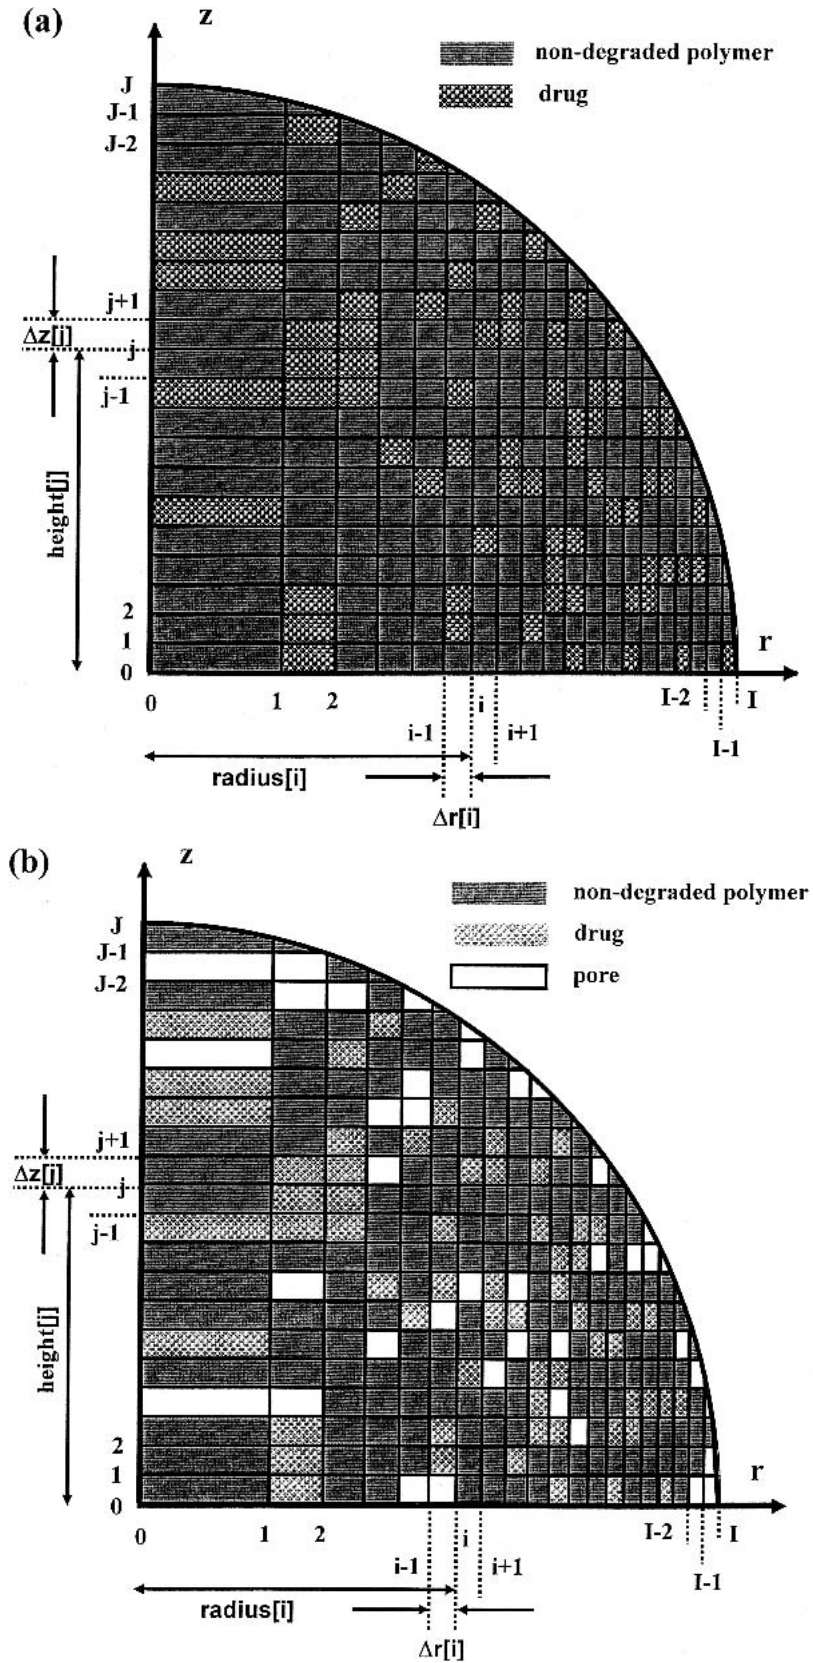 (a)
z
non-degraded polymer
drug
J
J-1
J-2
j+1
Δz[j]
j
j-1
height[j]
2
1
0
r
0
1
2
i-1
i
i+1
I-2
I-1
I
radius[i]
Δr[i]
(b)
z
non-degraded polymer
drug
pore
J
J-1
J-2
j+1
Δz[j]
j
j-1
height[j]
2
1
0
r
0
1
2
i-1
i
i+1
I-2
I-1
I
radius[i]
Δr[i]